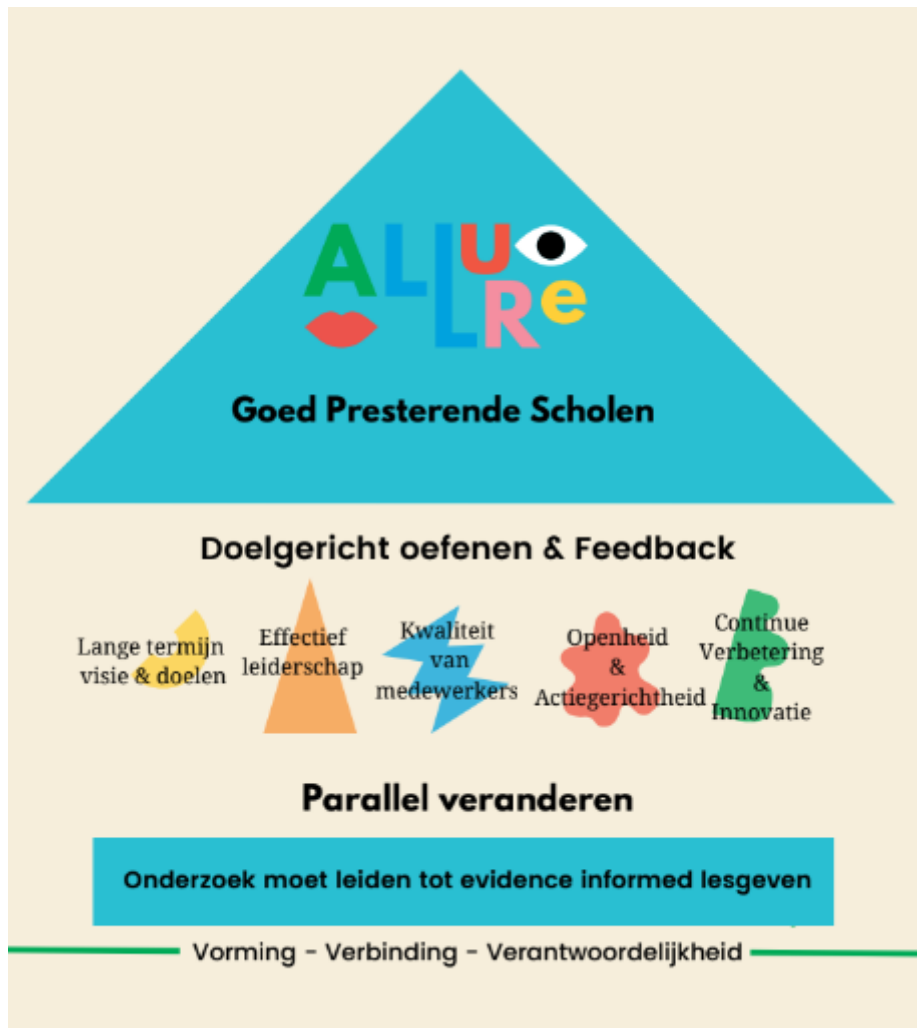 ALLURe
Goed Presterende Scholen
Doelgericht oefenen & Feedback
Lange termijn
visie & doelen
Effectief
leiderschap
Kwaliteit
van
medewerkers
Openheid
&
Actiegerichtheid
Continue
Verbetering
&
Innovatie
Parallel veranderen
Onderzoek moet leiden tot evidence informed lesgeven
Vorming - Verbinding - Verantwoordelijkheid